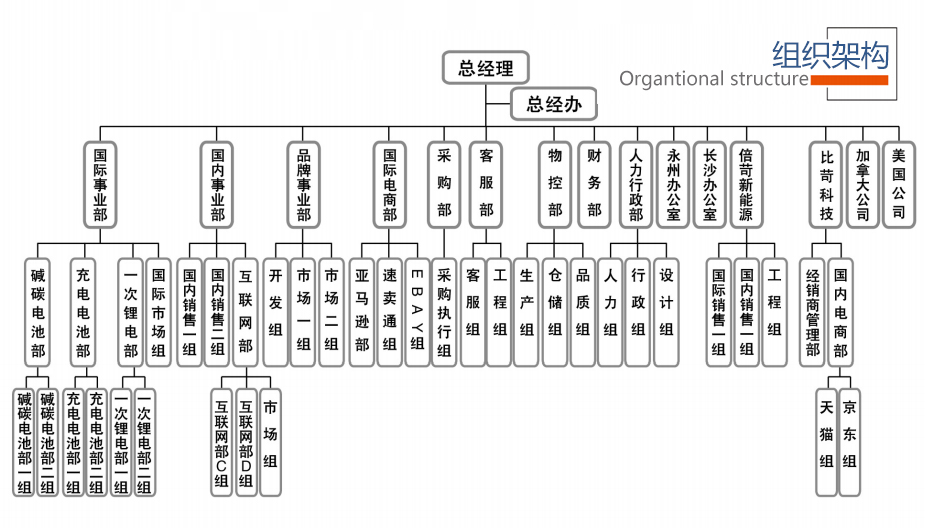 组织架构
Organtional structure
总经理
总经办
国际事业部
国内事业部
品牌事业部
国际电商部
采购部
客服部
物控部
财务部
人力行政部
永州办公室
长沙办公室
倍苛新能源
比苛科技
加拿大公司
美国公司
碱碳电池部
充电电池部
一次锂电部
国际市场组
国内销售一组
国内销售二组
互联网部
开发组
市场一组
市场二组
亚马逊部
速卖通组
EBAY组
采购执行组
客服组
工程组
生产组
仓储组
品质组
人力组
行政组
设计组
国际销售一组
国内销售一组
工程组
经销商管理部
国内电商部
碱碳电池部一组
碱碳电池部二组
充电电池部一组
充电电池部二组
一次锂电部一组
一次锂电部二组
互联网部C组
互联网部D组
市场组
天猫组
京东组